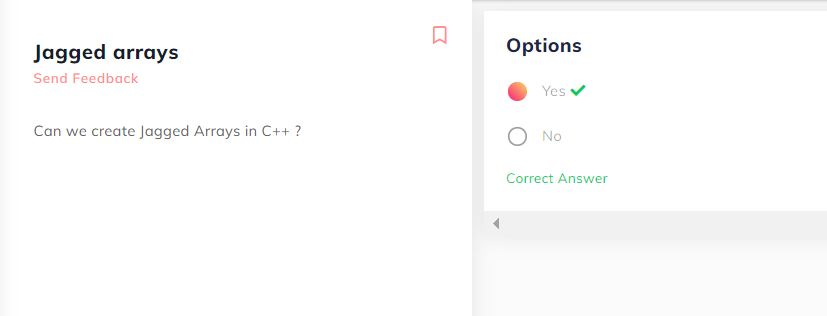 Jagged arrays
Send Feedback
Can we create Jagged Arrays in C++ ?
Options
Yes
No
Correct Answer